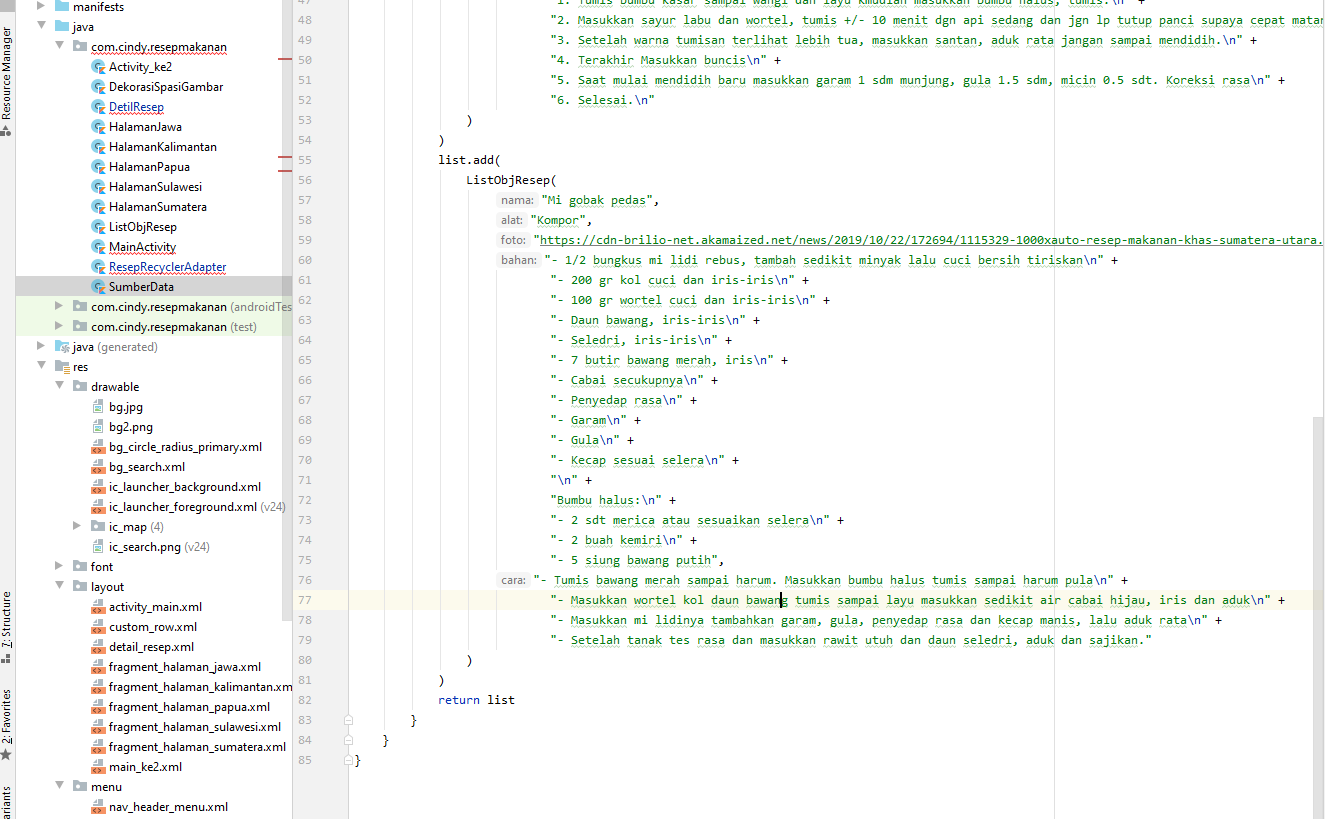 manifests
java
com.cindy.resepmakanan
Activity_ke2
DekorasiSpasiGambar
DetilResep
HalamanJawa
HalamanKalimantan
HalamanPapua
HalamanSulawesi
HalamanSumatera
ListObjResep
MainActivity
ResepRecyclerAdapter
SumberData
com.cindy.resepmakanan (androidTes
com.cindy.resepmakanan (test)
java (generated)
res
drawable
bg.jpg
bg2.png
bg_circle_radius_primary.xml
bg_search.xml
ic_launcher_background.xml
ic_launcher_foreground.xml (v24)
ic_map (4)
ic_search.png (v24)
font
layout
activity_main.xml
custom_row.xml
detail_resep.xml
fragment_halaman_jawa.xml
fragment_halaman_kalimantan.xm
fragment_halaman_papua.xml
fragment_halaman_sulawesi.xml
fragment_halaman_sumatera.xml
main_ke2.xml
menu
nav_header_menu.xml
Resource Manager
7: Structure
2: Favorites
ariants
47 "1. Tumis bumbu kasar sampai wangi dan layu kmudian masukkan bumbu halus, tumis.\n" +
48 "2. Masukkan sayur labu dan wortel, tumis +/- 10 menit dgn api sedang dan jgn lp tutup panci supaya cepat matan
49 "3. Setelah warna tumisan terlihat lebih tua, masukkan santan, aduk rata jangan sampai mendidih.\n" +
50 "4. Terakhir Masukkan buncis\n" +
51 "5. Saat mulai mendidih baru masukkan garam 1 sdm munjung, gula 1.5 sdm, micin 0.5 sdt. Koreksi rasa\n" +
52 "6. Selesai.\n"
53 )
54 )
55 list.add(
56 ListObjResep(
57 nama: "Mi gobak pedas",
58 alat: "Kompor",
59 foto: "https://cdn-brilio-net.akamaized.net/news/2019/10/22/172694/1115329-1000xauto-resep-makanan-khas-sumatera-utara.
60 bahan: "- 1/2 bungkus mi lidi rebus, tambah sedikit minyak lalu cuci bersih tiriskan\n" +
61 "- 200 gr kol cuci dan iris-iris\n" +
62 "- 100 gr wortel cuci dan iris-iris\n" +
63 "- Daun bawang, iris-iris\n" +
64 "- Seledri, iris-iris\n" +
65 "- 7 butir bawang merah, iris\n" +
66 "- Cabai secukupnya\n" +
67 "- Penyedap rasa\n" +
68 "- Garam\n" +
69 "- Gula\n" +
70 "- Kecap sesuai selera\n" +
71 "\n" +
72 "Bumbu halus:\n" +
73 "- 2 sdt merica atau sesuaikan selera\n" +
74 "- 2 buah kemiri\n" +
75 "- 5 siung bawang putih",
76 cara: "- Tumis bawang merah sampai harum. Masukkan bumbu halus tumis sampai harum pula\n" +
77 "- Masukkan wortel kol daun bawang tumis sampai layu masukkan sedikit air cabai hijau, iris dan aduk\n" +
78 "- Masukkan mi lidinya tambahkan garam, gula, penyedap rasa dan kecap manis, lalu aduk rata\n" +
79 "- Setelah tanak tes rasa dan masukkan rawit utuh dan daun seledri, aduk dan sajikan."
80 )
81 )
82 return list
83 }
84 }
85 }